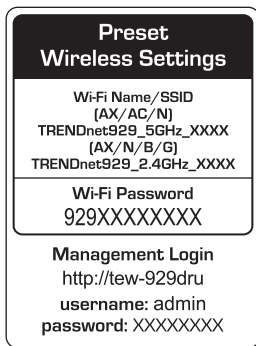 Preset
Wireless Settings
Wi-Fi Name/SSID
(AX/AC/N)
TRENDnet929_5GHz_XXXX
(AX/N/B/G)
TRENDnet929_2.4GHz_XXXX
Wi-Fi Password
929XXXXXXXX
Management Login
http://tew-929dru
username: admin
password: XXXXXXXX